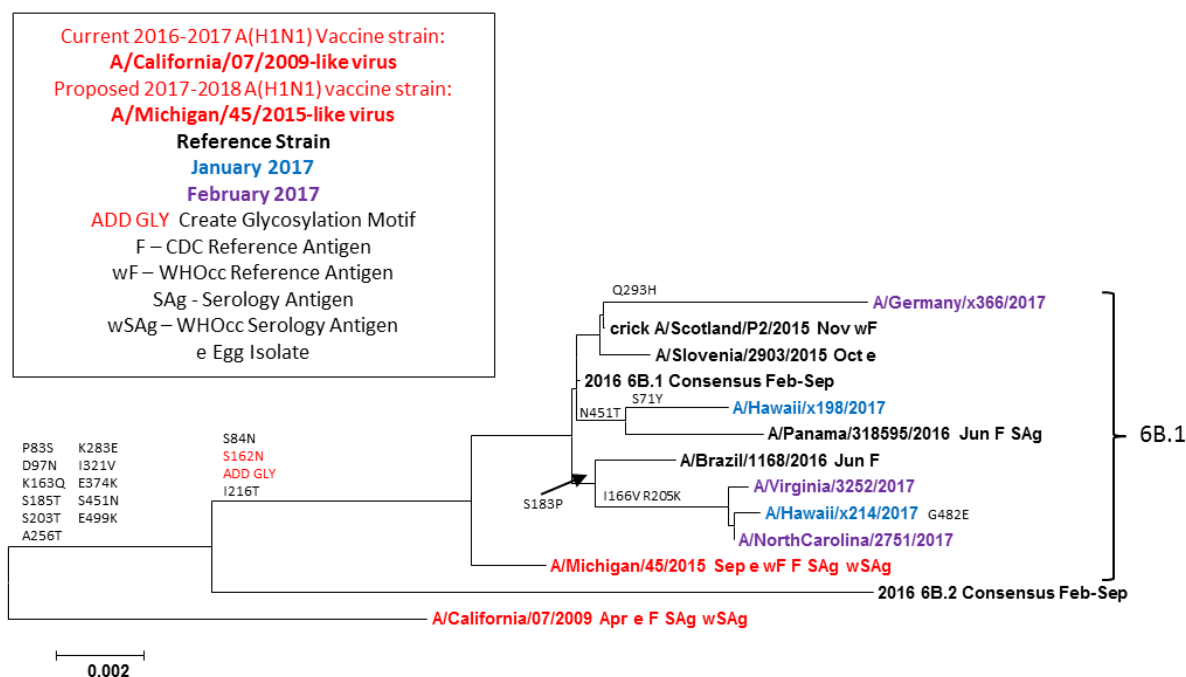 Current 2016-2017 A(H1N1) Vaccine strain:
A/California/07/2009-like virus
Proposed 2017-2018 A(H1N1) vaccine strain:
A/Michigan/45/2015-like virus
Reference Strain
January 2017
February 2017
ADD GLY Create Glycosylation Motif
F – CDC Reference Antigen
wF – WHOcc Reference Antigen
SAg - Serology Antigen
wSAg – WHOcc Serology Antigen
e Egg Isolate
Q293H
A/Germany/x366/2017
crick A/Scotland/P2/2015 Nov wF
A/Slovenia/2903/2015 Oct e
2016 6B.1 Consensus Feb-Sep
S71Y
N451T
A/Hawaii/x198/2017
A/Panama/318595/2016 Jun F SAg
6B.1
A/Brazil/1168/2016 Jun F
S183P
I166V R205K
A/Virginia/3252/2017
A/Hawaii/x214/2017 G482E
A/NorthCarolina/2751/2017
P83S K283E
D97N I321V
K163Q E374K
S185T S451N
S203T E499K
A256T
S84N
S162N
ADD GLY
I216T
A/Michigan/45/2015 Sep e wF F SAg wSAg
2016 6B.2 Consensus Feb-Sep
A/California/07/2009 Apr e F SAg wSAg
0.002